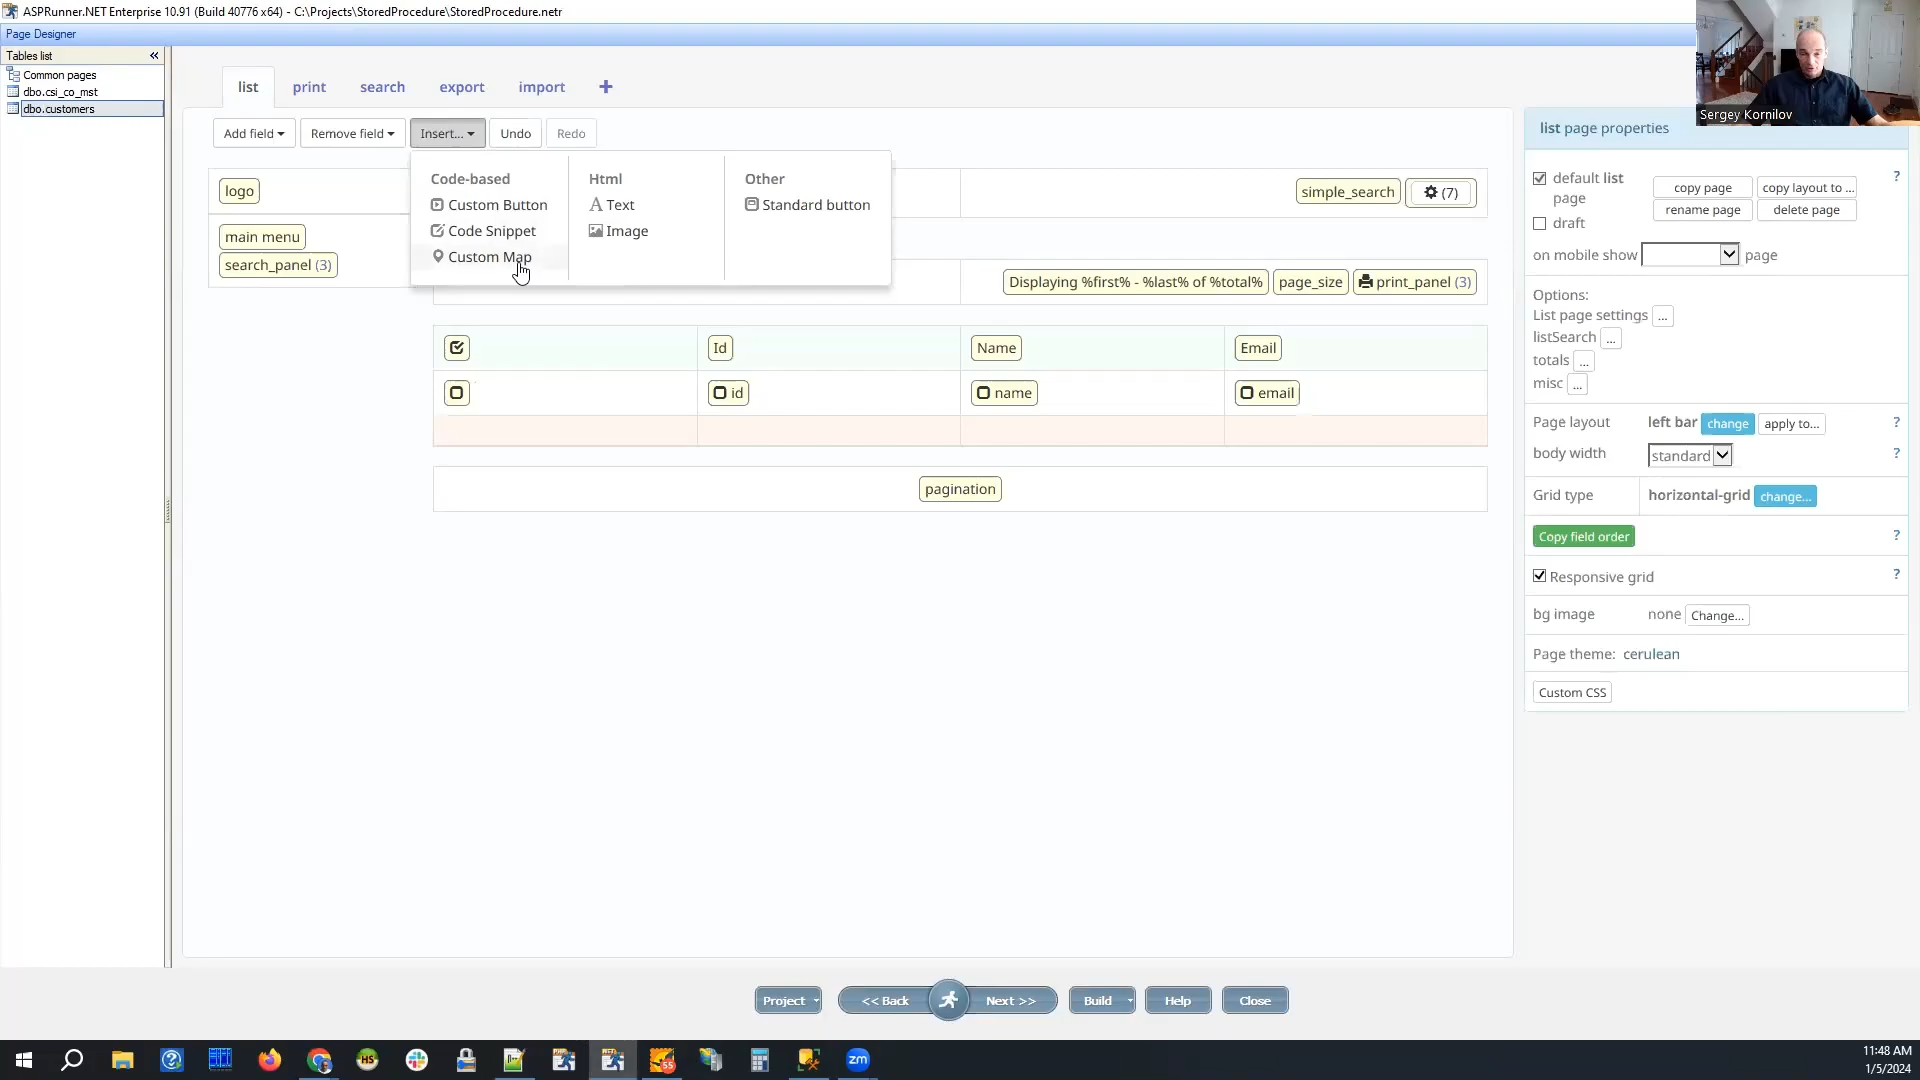 ASPRunner.NET Enterprise 10.91 (Build 40776 x64) - C:\Projects\StoredProcedure\StoredProcedure.netr
Page Designer
Tables list
Common pages
dbo.csi_co_mst
dbo.customers
list print search export import
Add field Remove field Insert... Undo Redo
Code-based
Custom Button
Code Snippet
Custom Map
Html
Text
Image
Other
Standard button
logo
main menu
search_panel (3)
simple_search (7)
Displaying %first% - %last% of %total% page_size print_panel (3)
Id Name Email
id name email
pagination
Sergey Kornilov
list page properties
default list page
copy page copy layout to ...
rename page delete page
draft
?
on mobile show page
Options:
List page settings ...
listSearch ...
totals ...
misc ...
Page layout left bar change apply to... ?
body width standard ?
Grid type horizontal-grid change...
Copy field order ?
Responsive grid ?
bg image none Change...
Page theme: cerulean
Custom CSS
Project << Back Next >> Build Help Close
HS
55
zm
11:48 AM
1/5/2024